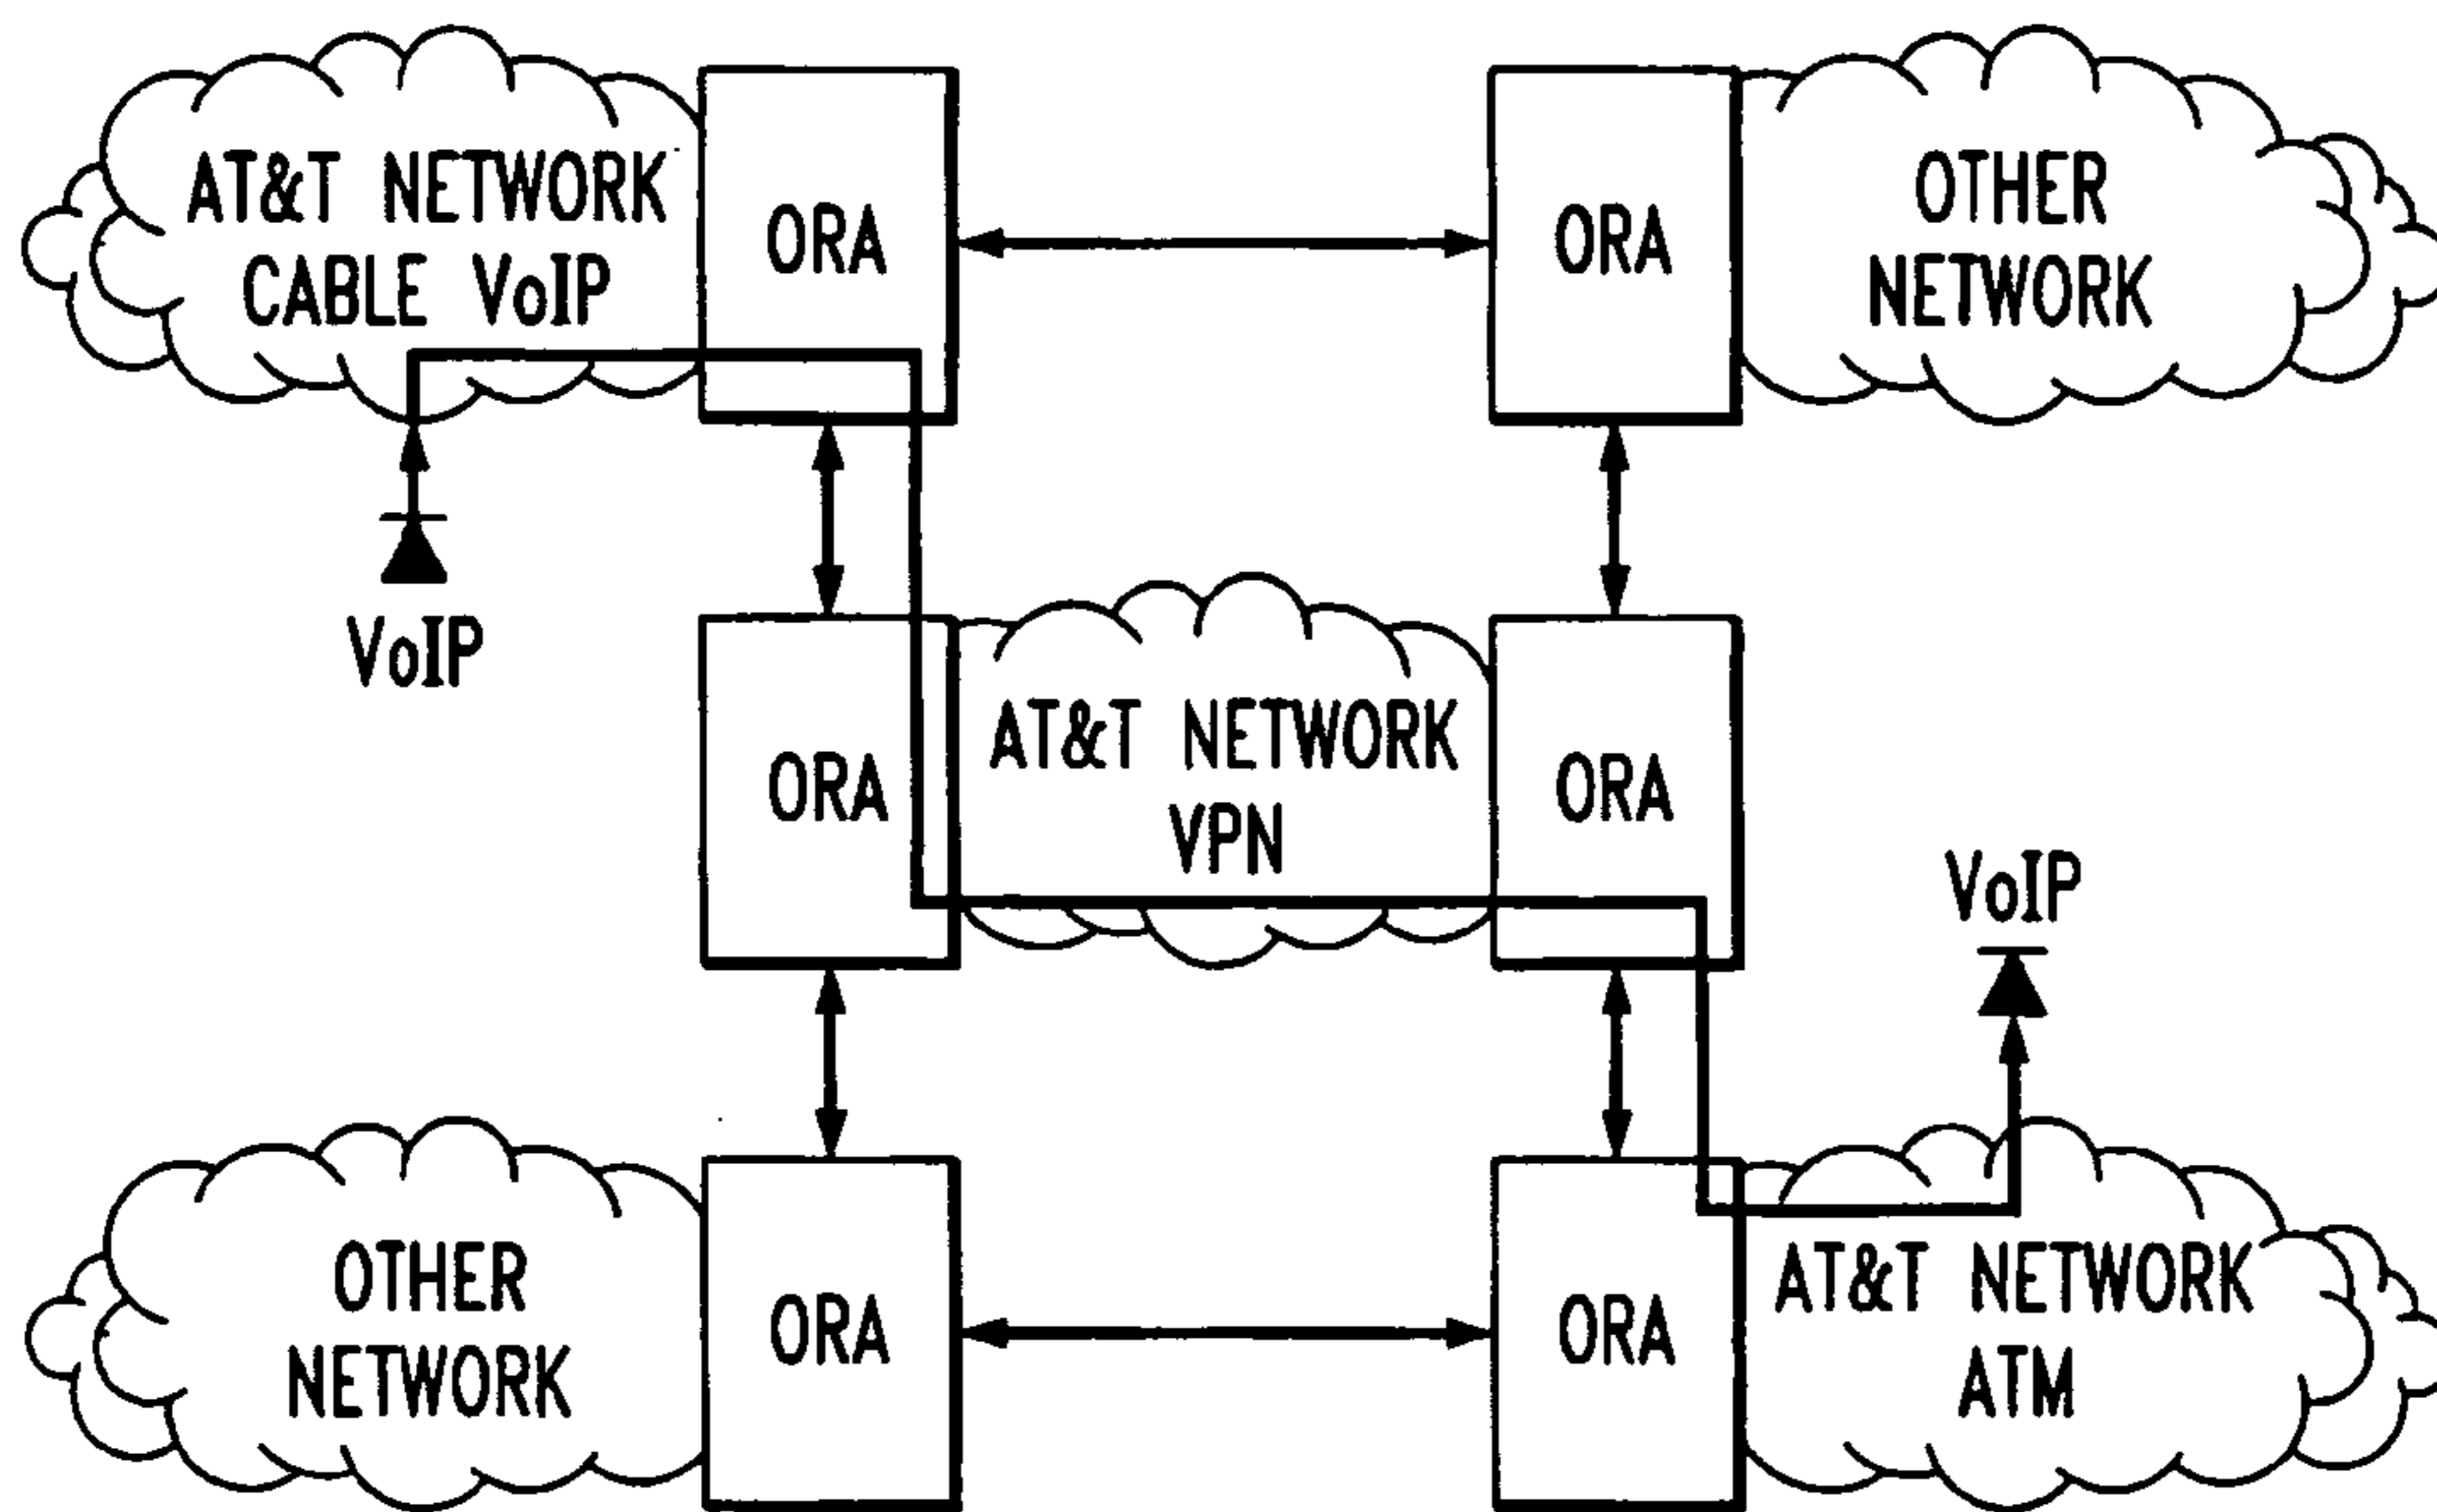 AT&T NETWORK
CABLE VoIP
ORA
ORA
OTHER
NETWORK
VoIP
ORA
AT&T NETWORK
VPN
ORA
VoIP
OTHER
NETWORK
ORA
ORA
AT&T NETWORK
ATM